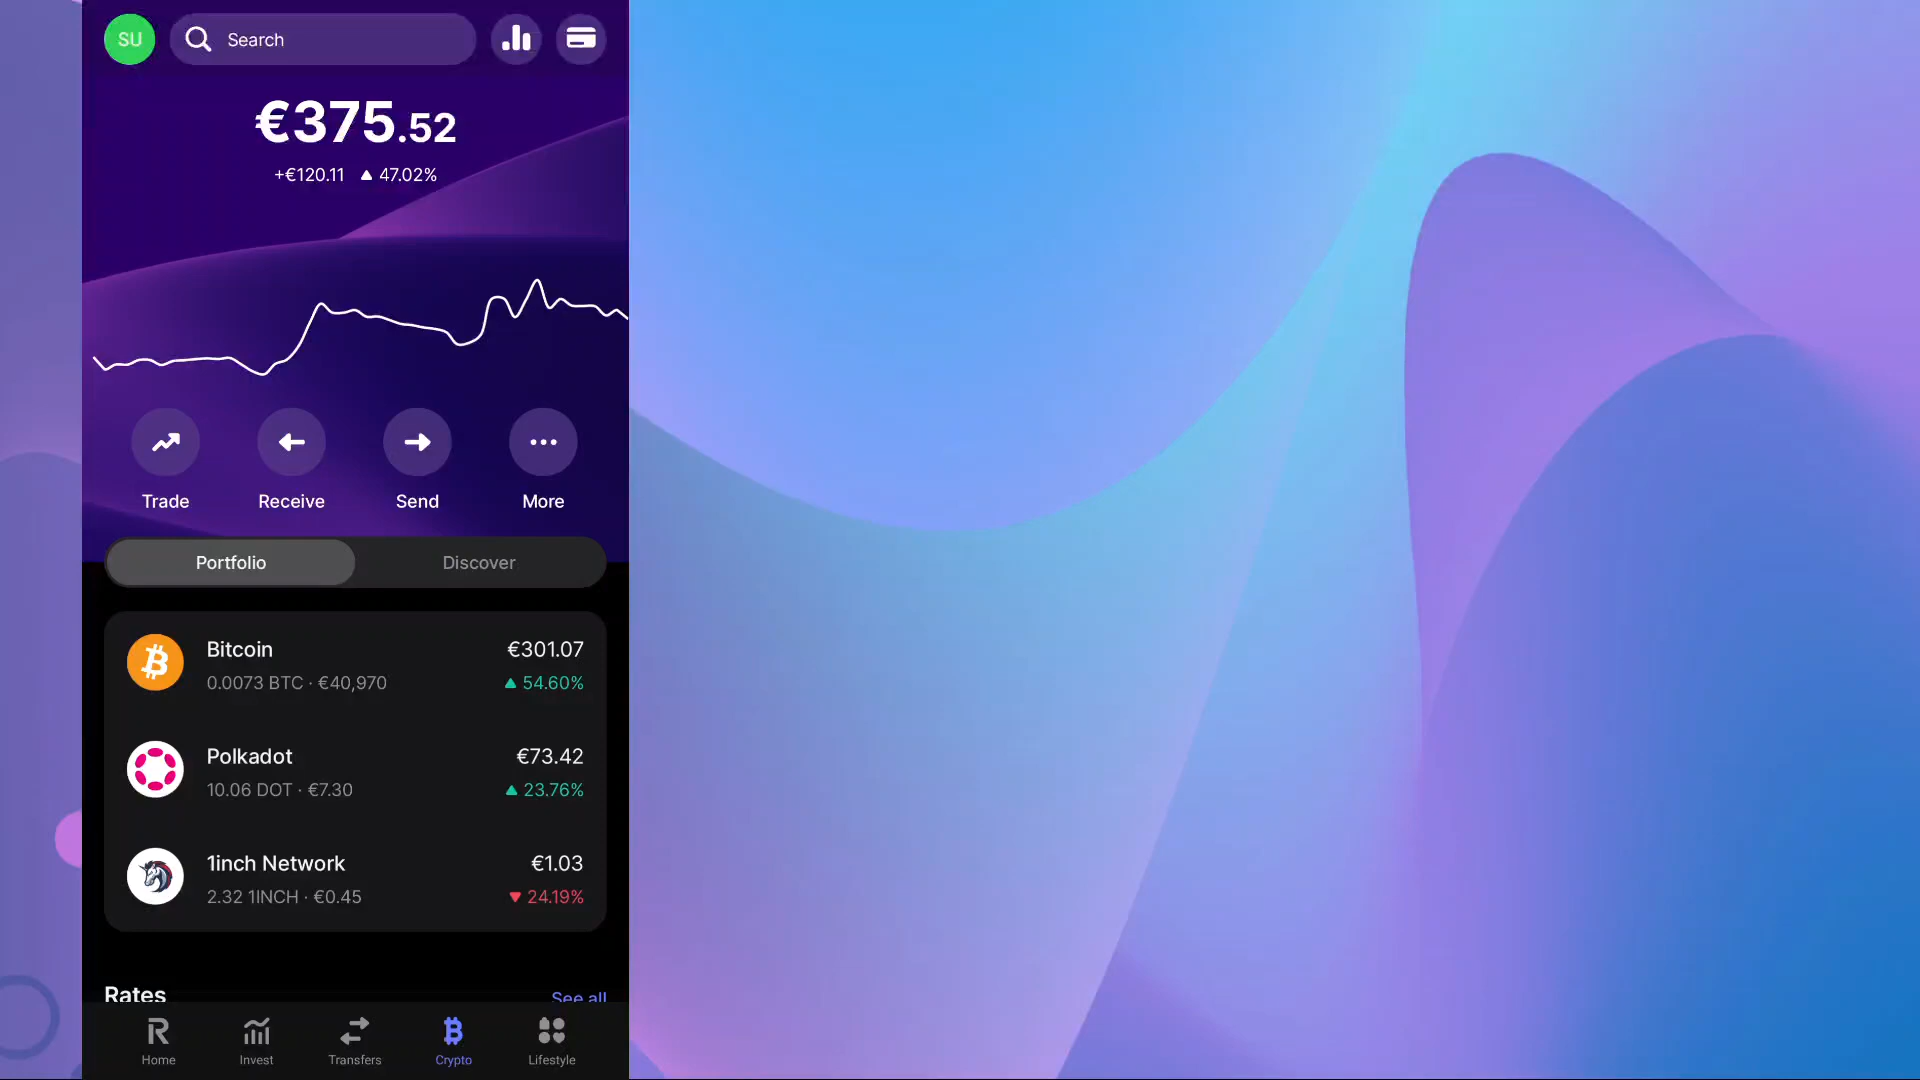 SU
Search
€375.52
+€120.11 ▲ 47.02%
Trade
Receive
Send
More
Portfolio
Discover
Bitcoin
€301.07
0.0073 BTC · €40,970
▲ 54.60%
Polkadot
€73.42
10.06 DOT · €7.30
▲ 23.76%
1inch Network
€1.03
2.32 1INCH · €0.45
▼ 24.19%
Rates
See all
Home
Invest
Transfers
Crypto
Lifestyle